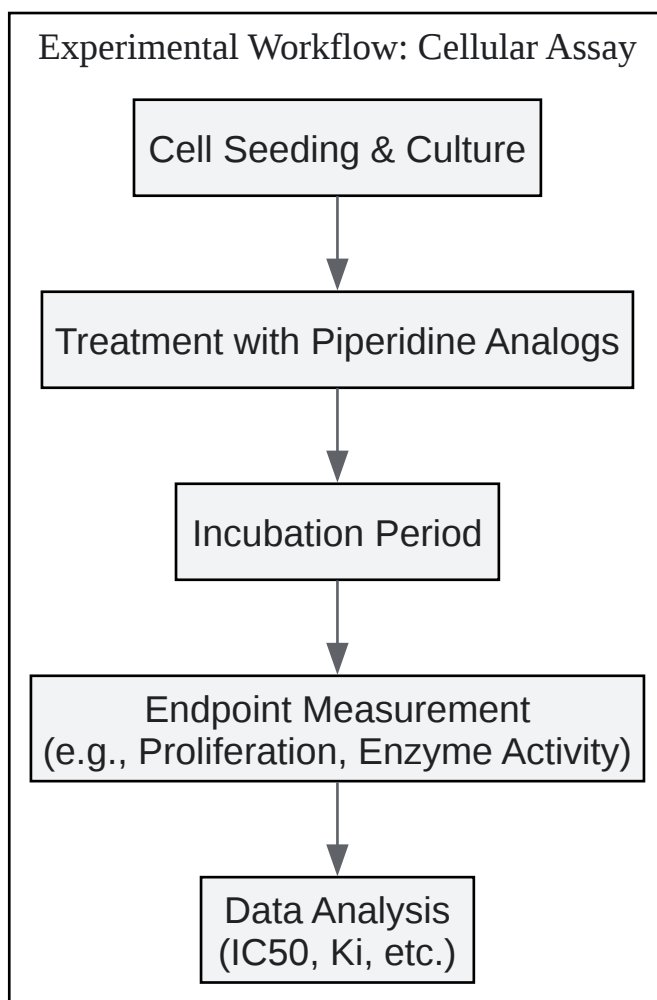 Experimental Workflow: Cellular Assay
Cell Seeding & Culture
Treatment with Piperidine Analogs
Incubation Period
Endpoint Measurement
(e.g., Proliferation, Enzyme Activity)
Data Analysis
(IC50, Ki, etc.)